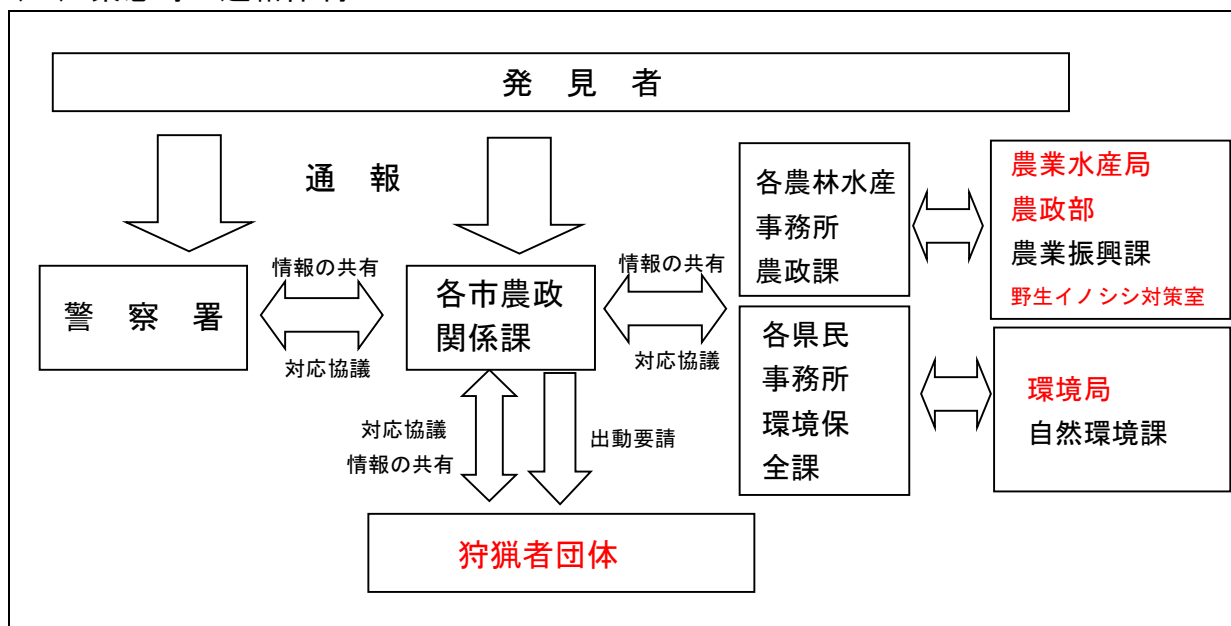 発 見 者
通 報
警 察 署
情報の共有
対応協議
各市農政
関係課
情報の共有
対応協議
各農林水産
事務所
農政課
農業水産局
農政部
農業振興課
野生イノシシ対策室
各県民
事務所
環境保
全課
環境局
自然環境課
対応協議
情報の共有
出動要請
狩猟者団体